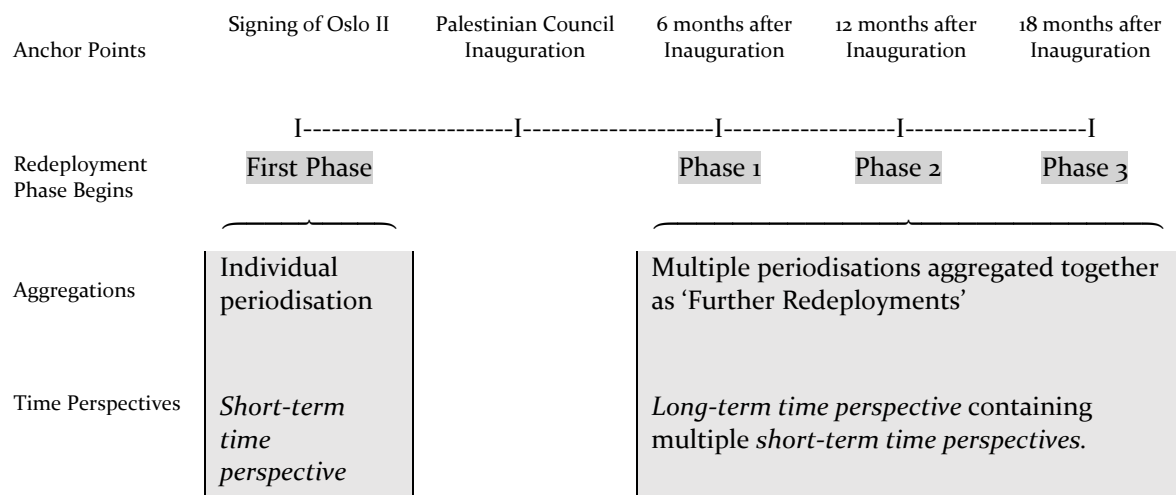 Anchor Points
Signing of Oslo II
Palestinian Council
Inauguration
6 months after
Inauguration
12 months after
Inauguration
18 months after
Inauguration
I----------------------I---------------------I------------------I-------------------I
Redeployment
Phase Begins
First Phase
Phase 1
Phase 2
Phase 3
Aggregations
Individual
periodisation
Multiple periodisations aggregated together
as ‘Further Redeployments’
Time Perspectives
Short-term
time
perspective
Long-term time perspective containing
multiple short-term time perspectives.